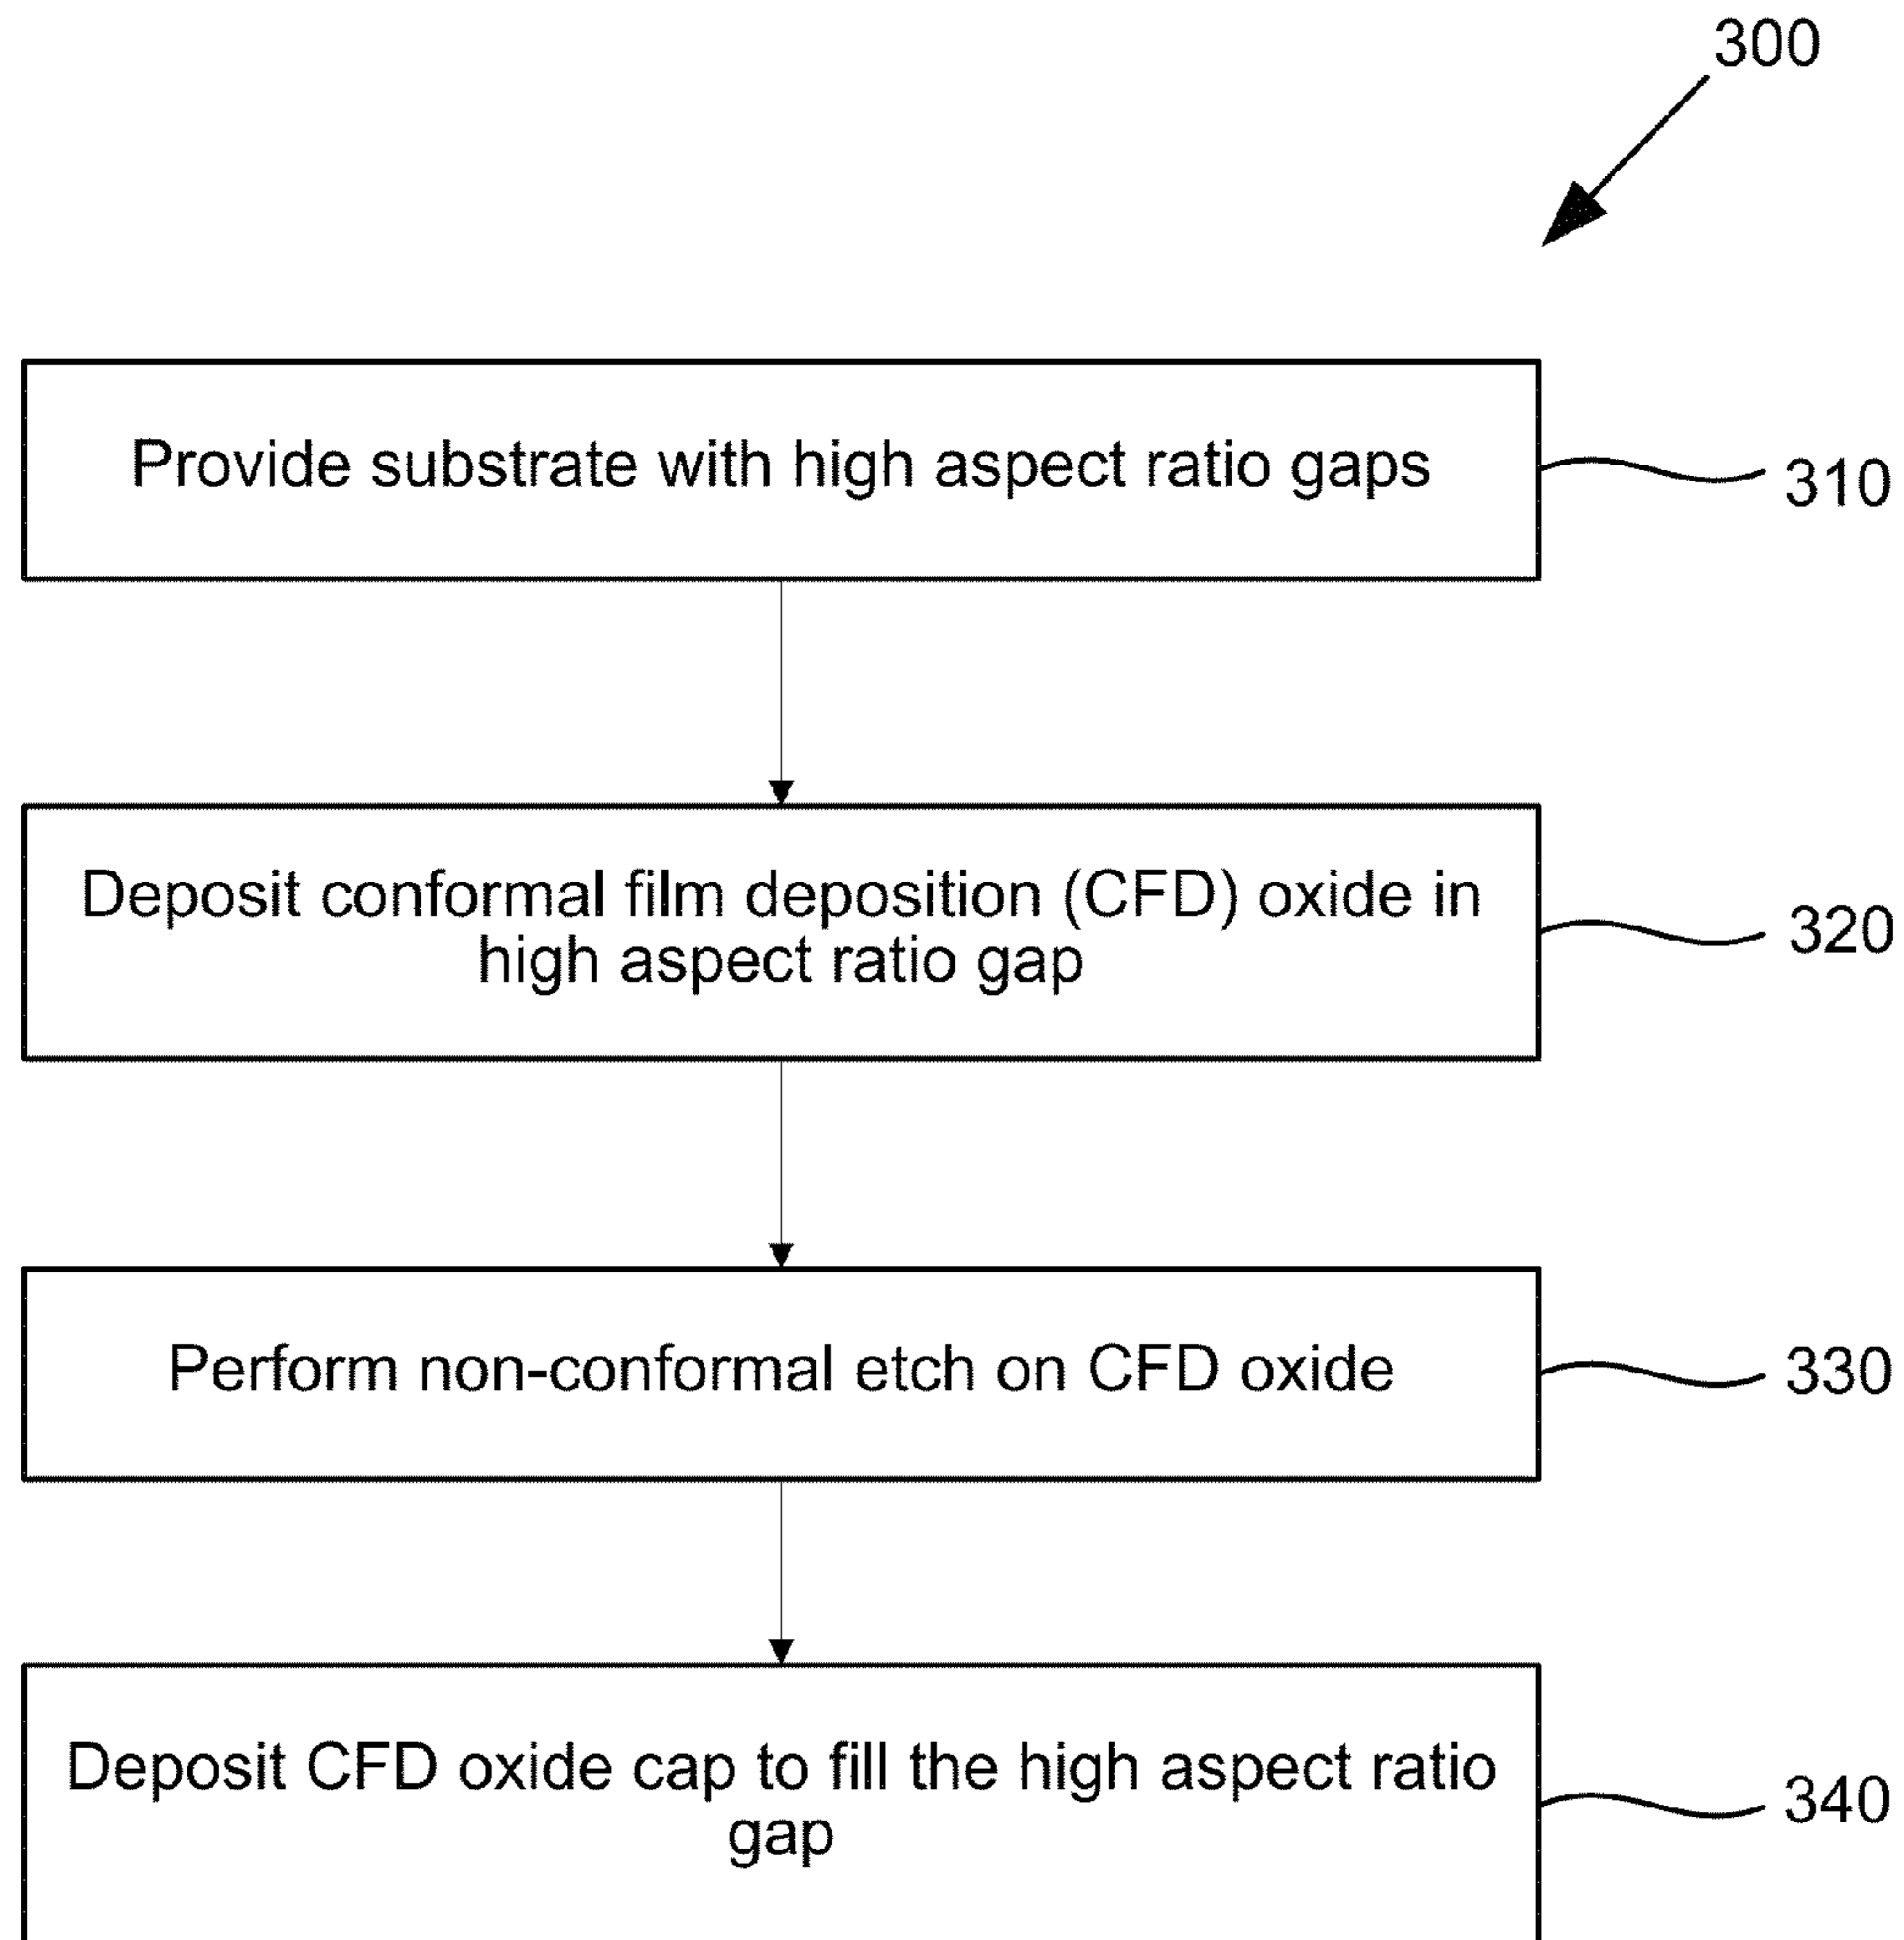 300
Provide substrate with high aspect ratio gaps
310
Deposit conformal film deposition (CFD) oxide in
high aspect ratio gap
320
Perform non-conformal etch on CFD oxide
330
Deposit CFD oxide cap to fill the high aspect ratio
gap
340